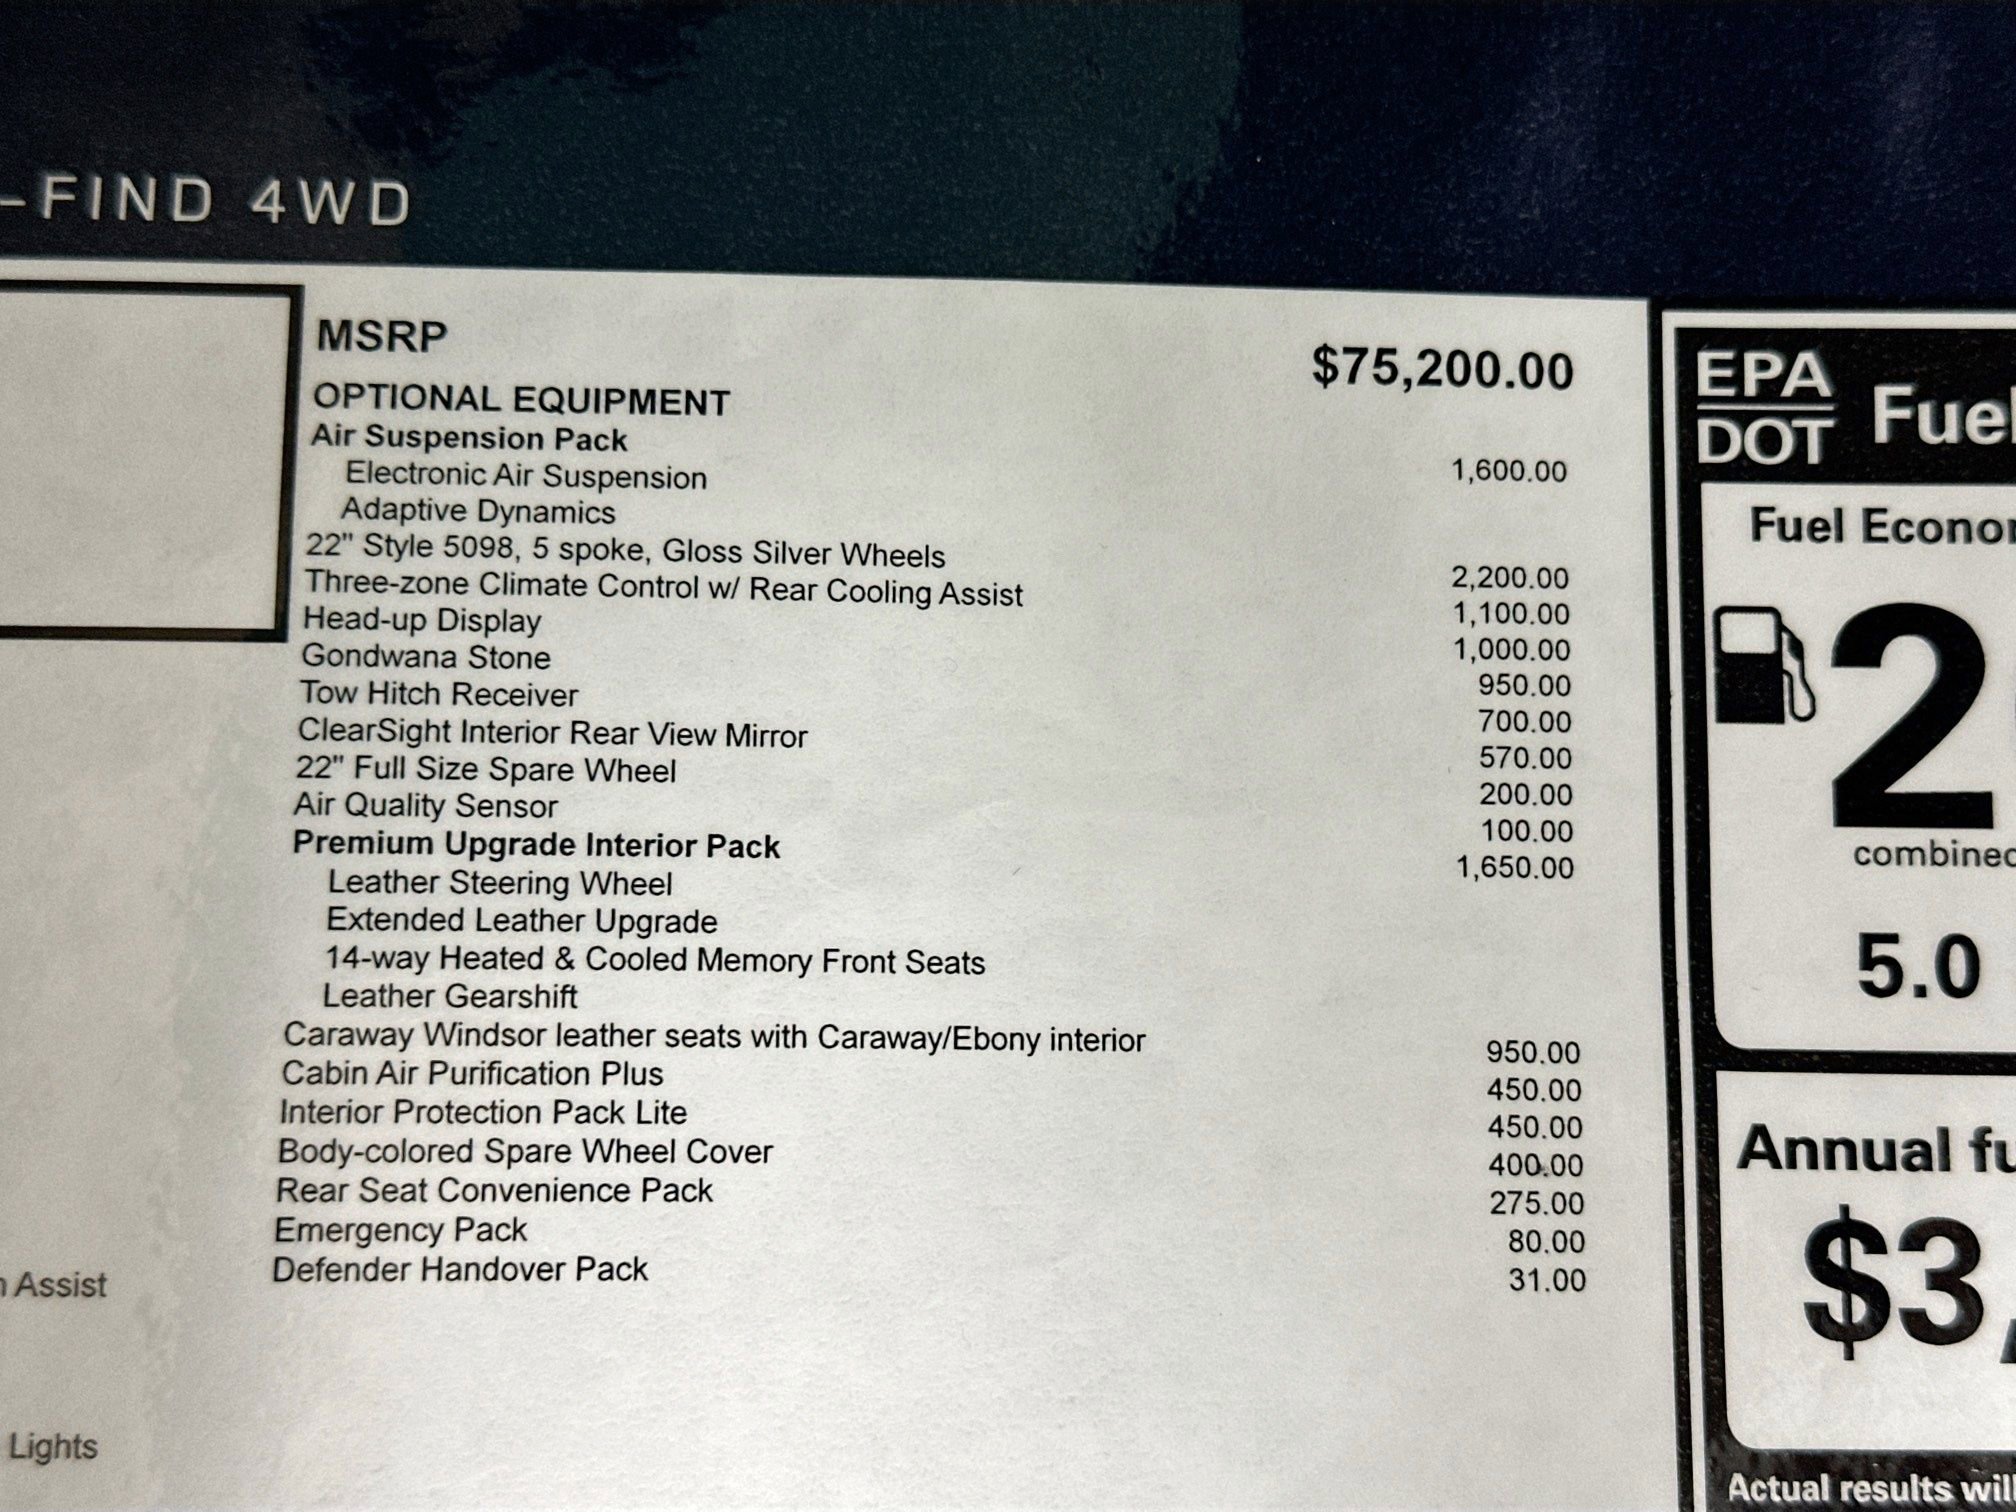 -FIND 4WD
MSRP $75,200.00
OPTIONAL EQUIPMENT
Air Suspension Pack 1,600.00
Electronic Air Suspension
Adaptive Dynamics
22" Style 5098, 5 spoke, Gloss Silver Wheels 2,200.00
Three-zone Climate Control w/ Rear Cooling Assist 1,100.00
Head-up Display 1,000.00
Gondwana Stone 950.00
Tow Hitch Receiver 700.00
ClearSight Interior Rear View Mirror 570.00
22" Full Size Spare Wheel 200.00
Air Quality Sensor 100.00
Premium Upgrade Interior Pack 1,650.00
Leather Steering Wheel
Extended Leather Upgrade
14-way Heated & Cooled Memory Front Seats
Leather Gearshift
Caraway Windsor leather seats with Caraway/Ebony interior 950.00
Cabin Air Purification Plus 450.00
Interior Protection Pack Lite 450.00
Body-colored Spare Wheel Cover 400.00
Rear Seat Convenience Pack 275.00
Emergency Pack 80.00
Defender Handover Pack 31.00
Assist
Lights
EPA
DOT
Fuel
Fuel Econo
2
combined
5.0
Annual fu
$3,
Actual results will